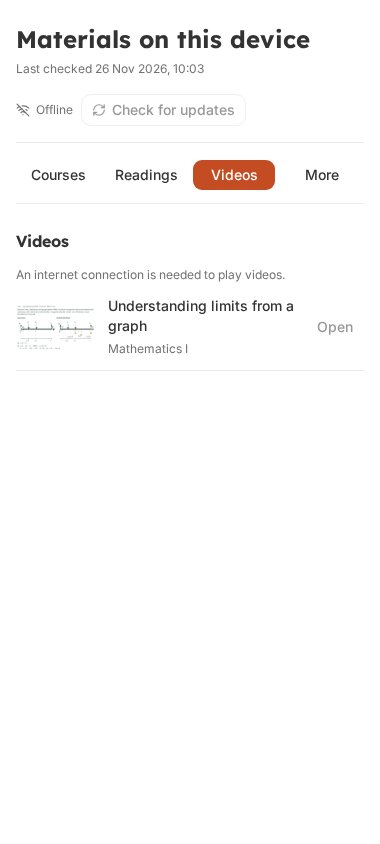 Materials on this device
Last checked 26 Nov 2026, 10:03
Offline
Check for updates
Courses
Readings
Videos
More
Videos
An internet connection is needed to play videos.
Understanding limits from a
graph
Mathematics I
Open